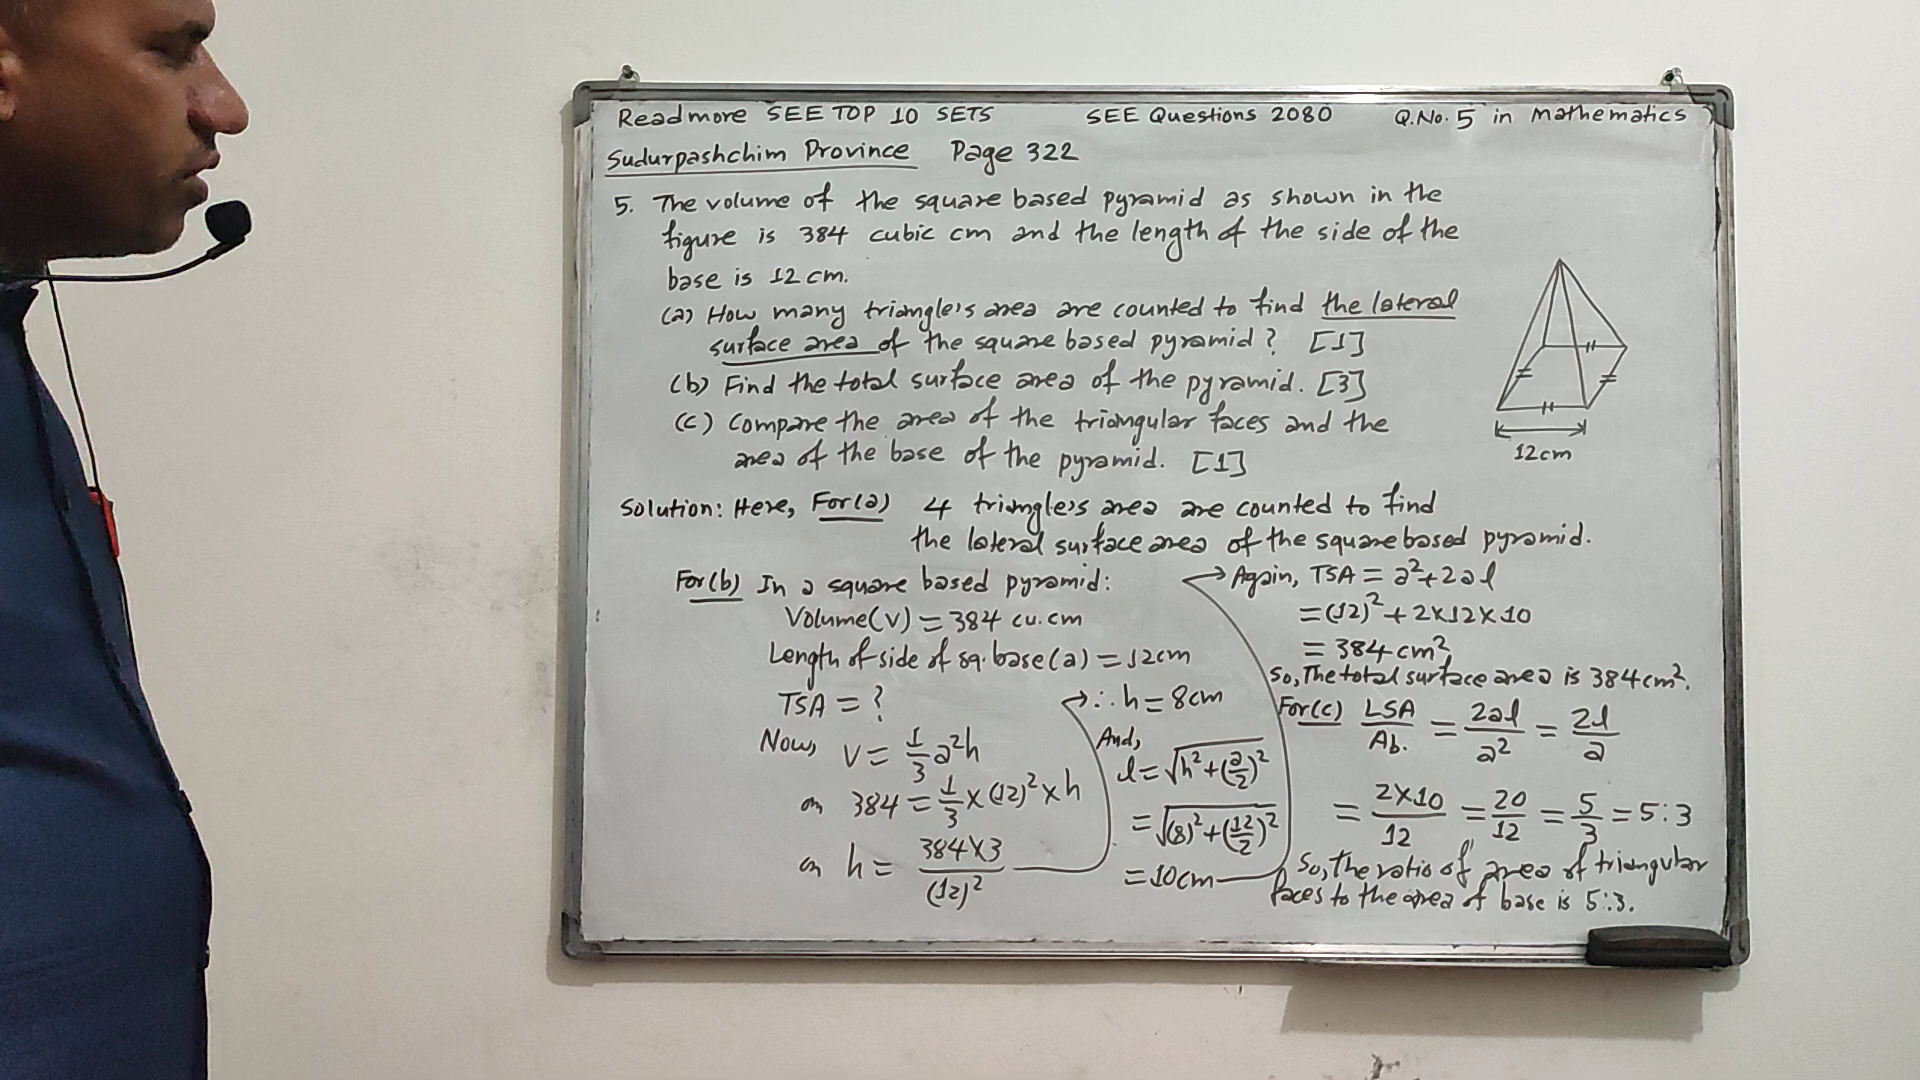 Readmore SEE TOP 10 SETS SEE Questions 2080 Q.No. 5 in Mathematics
Sudurpashchim Province Page 322
5. The volume of the square based pyramid as shown in the
figure is 384 cubic cm and the length of the side of the
base is 12 cm.
(a) How many triangle's area are counted to find the lateral
surface area of the square based pyramid? [1]
(b) Find the total surface area of the pyramid. [3]
(c) Compare the area of the triangular faces and the
area of the base of the pyramid. [1]
12cm
Solution: Here, For(a) 4 triangle's area are counted to find
the lateral surface area of the square based pyramid.
For(b) In a square based pyramid:
Volume(V) = 384 cu.cm
Length of side of sq. base(a) = 12cm
TSA = ?
Now, V = 1/3 a²h
or 384 = 1/3 × (12)² × h
or h = 384×3/(12)²
∴ h = 8cm
And,
l = √h²+(a/2)²
= √(8)²+(12/2)²
= 10cm
Again, TSA = a²+2al
= (12)² + 2×12×10
= 384 cm²
So, The total surface area is 384cm².
For(c) LSA/Ab. = 2al/a² = 2l/a
= 2×10/12 = 20/12 = 5/3 = 5:3
So, The ratio of area of triangular
faces to the area of base is 5:3.